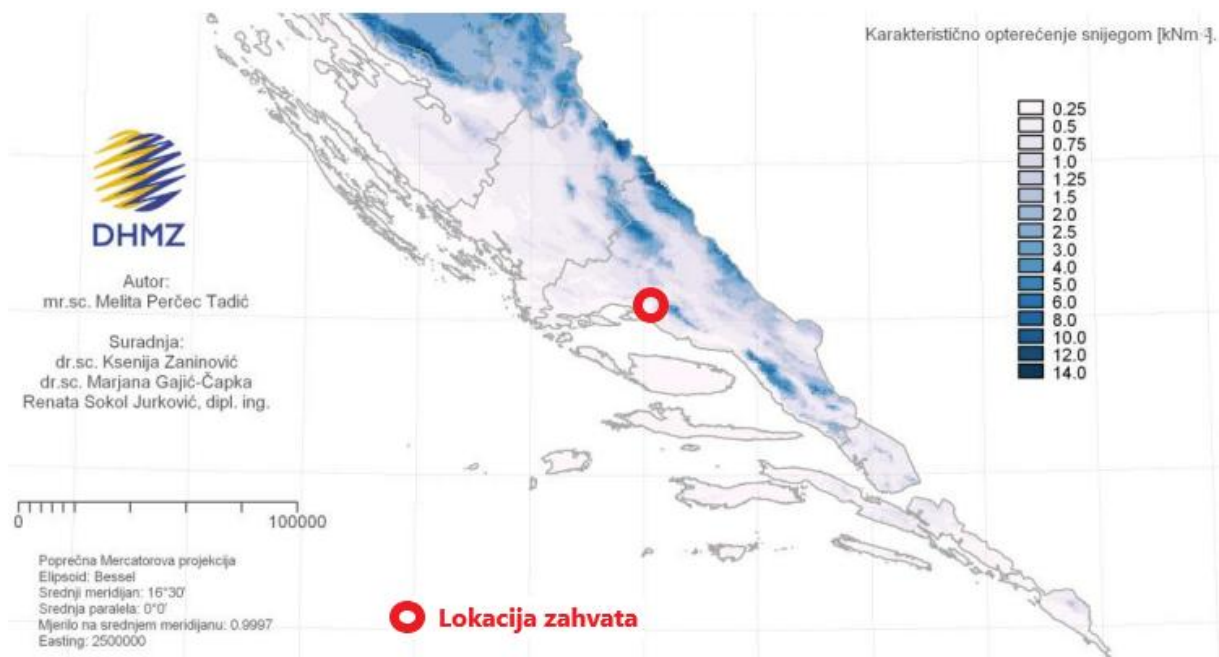 Karakteristično opterećenje snijegom [kNm⁻²].
0.25
0.5
0.75
1.0
1.25
1.5
2.0
2.5
3.0
4.0
5.0
6.0
8.0
10.0
12.0
14.0
DHMZ
Autor:
mr.sc. Melita Perčec Tadić
Suradnja:
dr.sc. Ksenija Zaninović
dr.sc. Marjana Gajić-Čapka
Renata Sokol Jurković, dipl. ing.
0 100000
Poprečna Mercatorova projekcija
Elipsoid: Bessel
Srednji meridijan: 16°30'
Srednja paralela: 0°0'
Mjerilo na srednjem meridijanu: 0.9997
Easting: 2500000
Lokacija zahvata